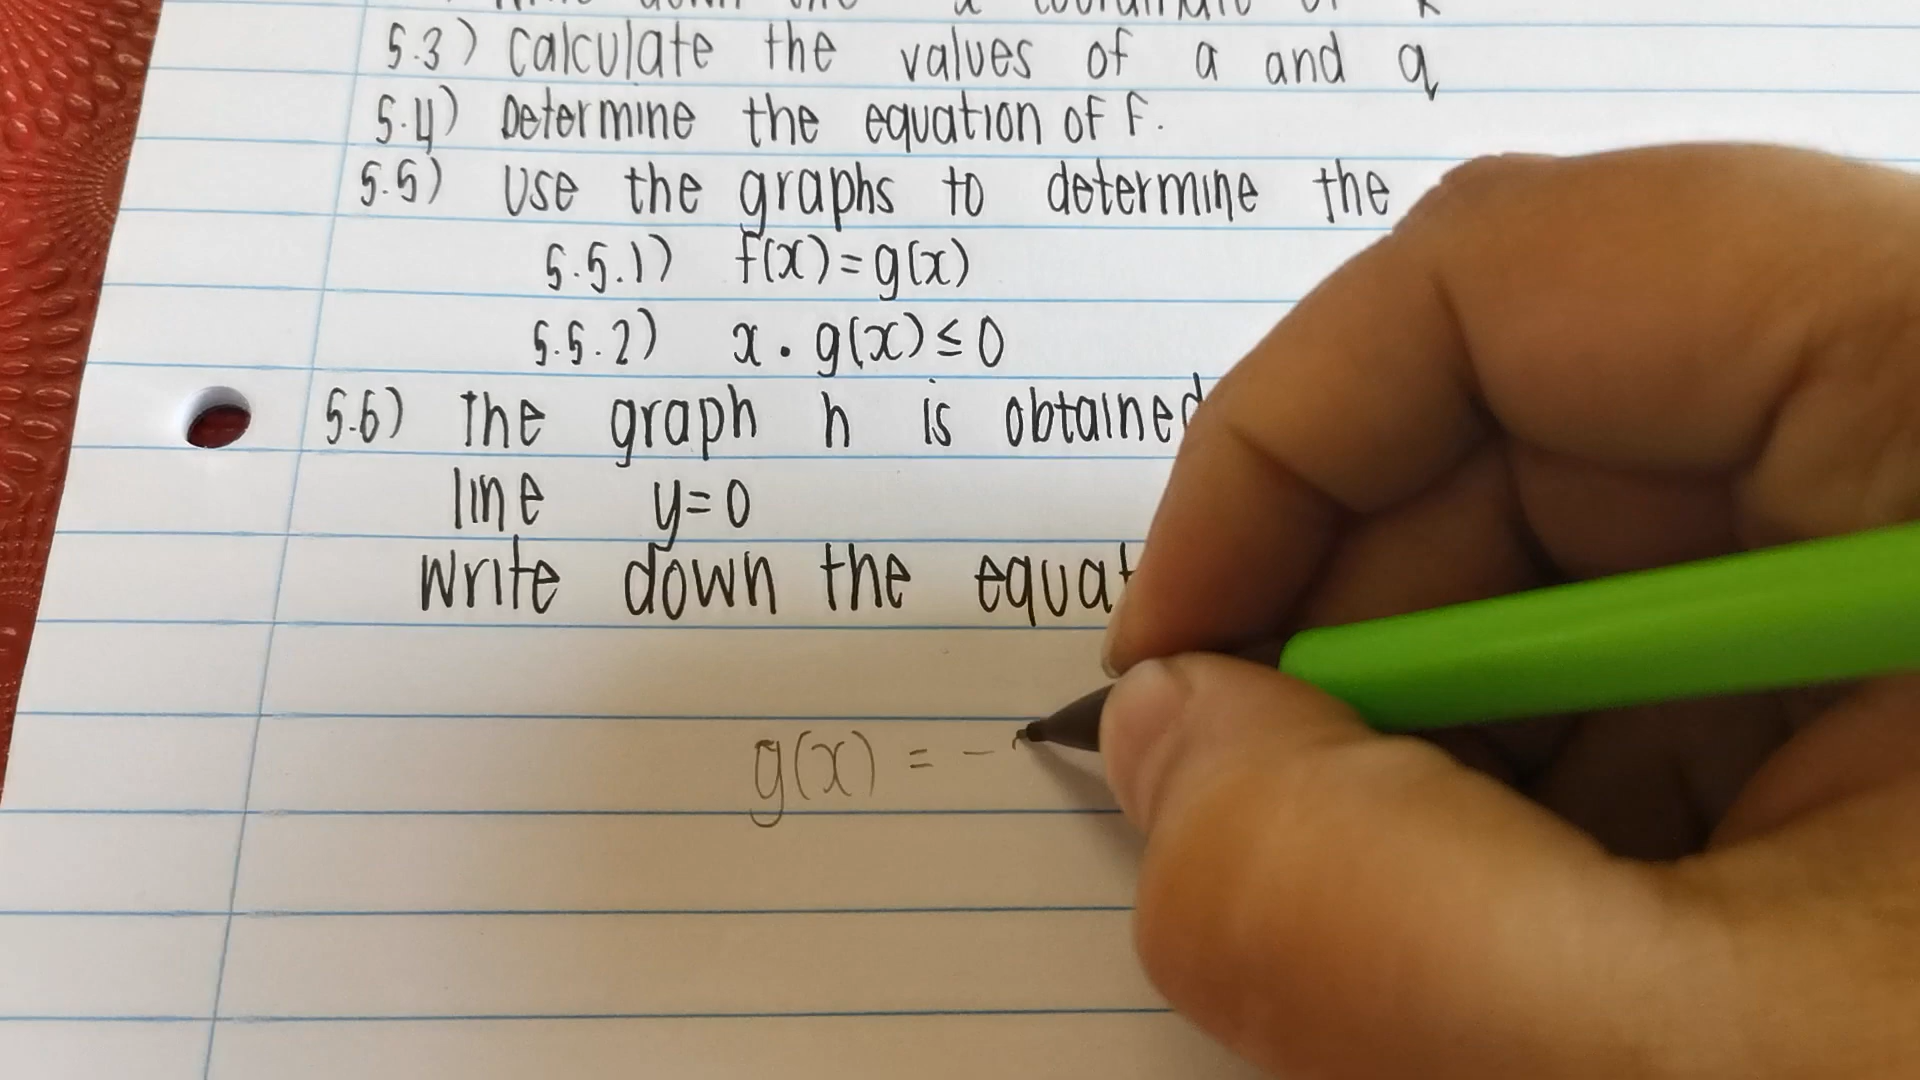 5.3) Calculate the values of a and q
5.4) Determine the equation of f.
5.5) Use the graphs to determine the
5.5.1) f(x)=g(x)
5.5.2) x . g(x) ≤ 0
5.6) The graph h is obtained
line y=0
Write down the equat
g(x) = -